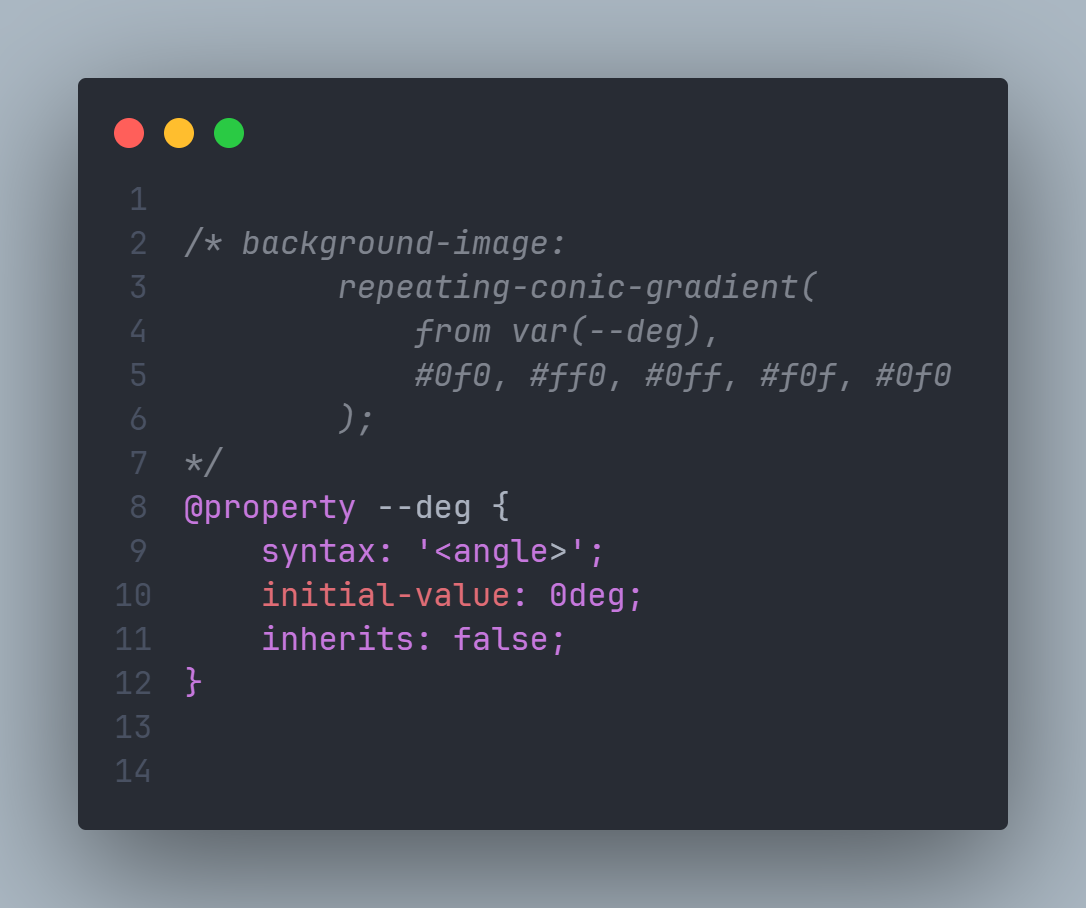 1
2 /* background-image:
3         repeating-conic-gradient(
4             from var(--deg),
5             #0f0, #ff0, #0ff, #f0f, #0f0
6         );
7 */
8 @property --deg {
9     syntax: '<angle>';
10     initial-value: 0deg;
11     inherits: false;
12 }
13
14